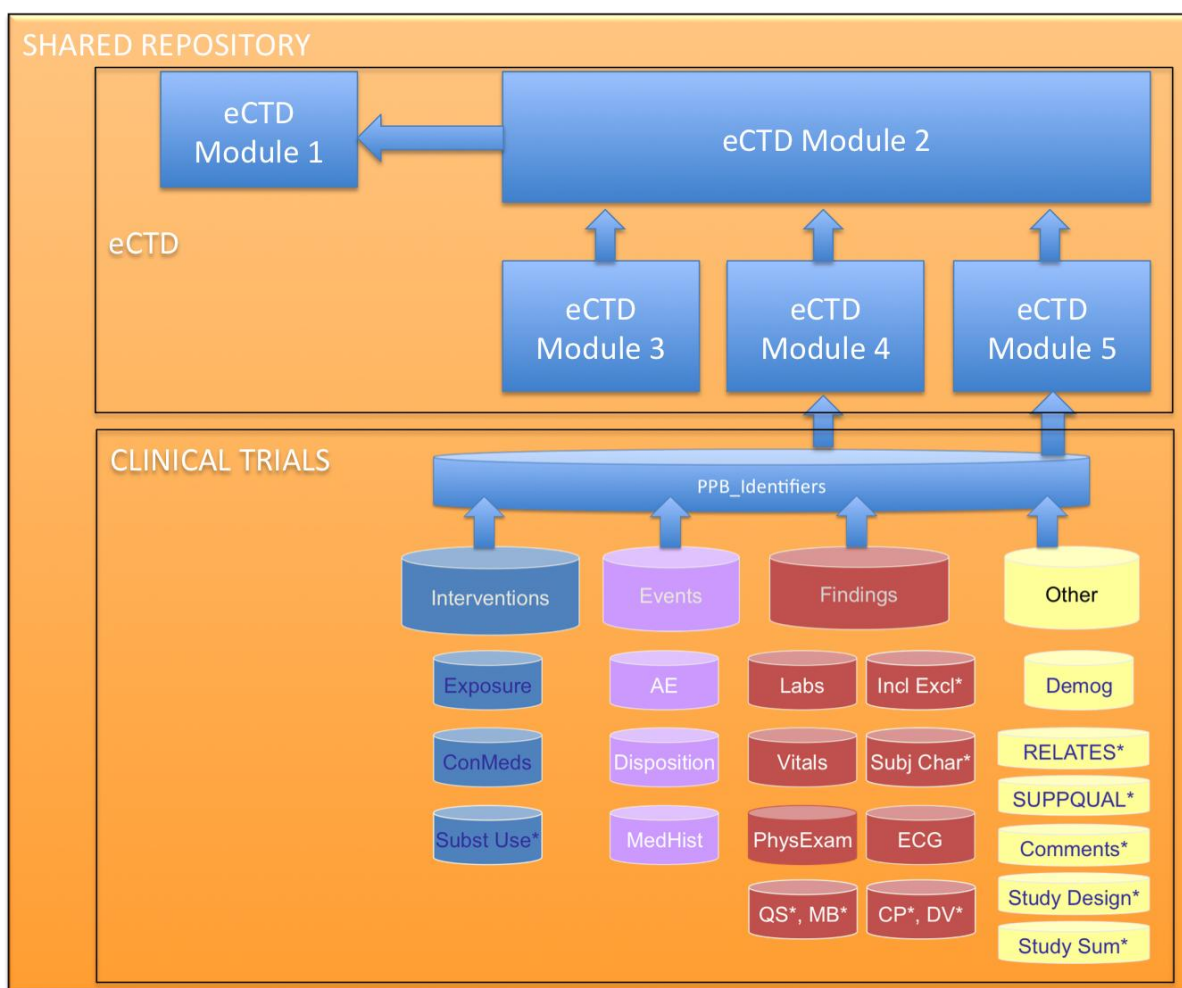 SHARED REPOSITORY
eCTD
Module 1
eCTD Module 2
eCTD
eCTD
Module 3
eCTD
Module 4
eCTD
Module 5
CLINICAL TRIALS
PPB_Identifiers
Interventions
Events
Findings
Other
Exposure
AE
Labs
Incl Excl*
Demog
ConMeds
Disposition
Vitals
Subj Char*
RELATES*
SUPPQUAL*
Subst Use*
MedHist
PhysExam
ECG
Comments*
QS*, MB*
CP*, DV*
Study Design*
Study Sum*